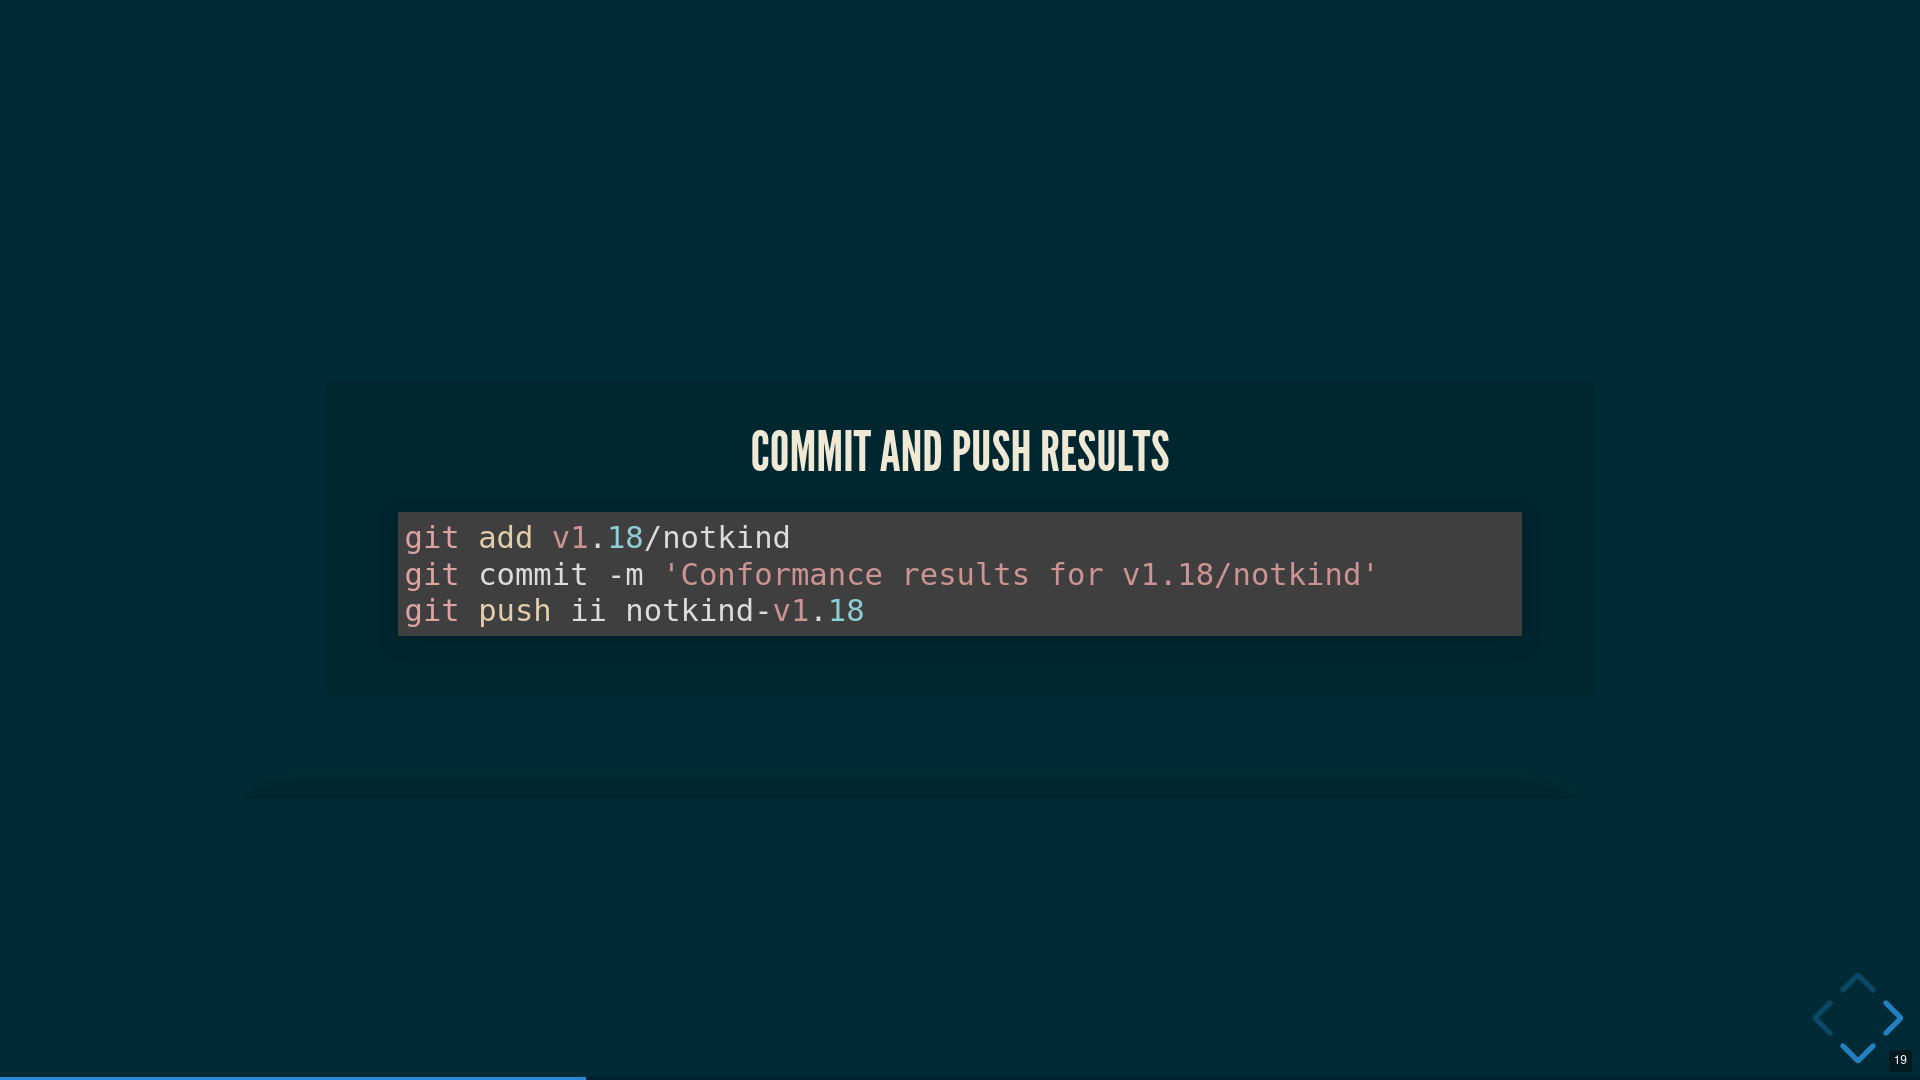 COMMIT AND PUSH RESULTS
git add v1.18/notkind
git commit -m 'Conformance results for v1.18/notkind'
git push ii notkind-v1.18
19